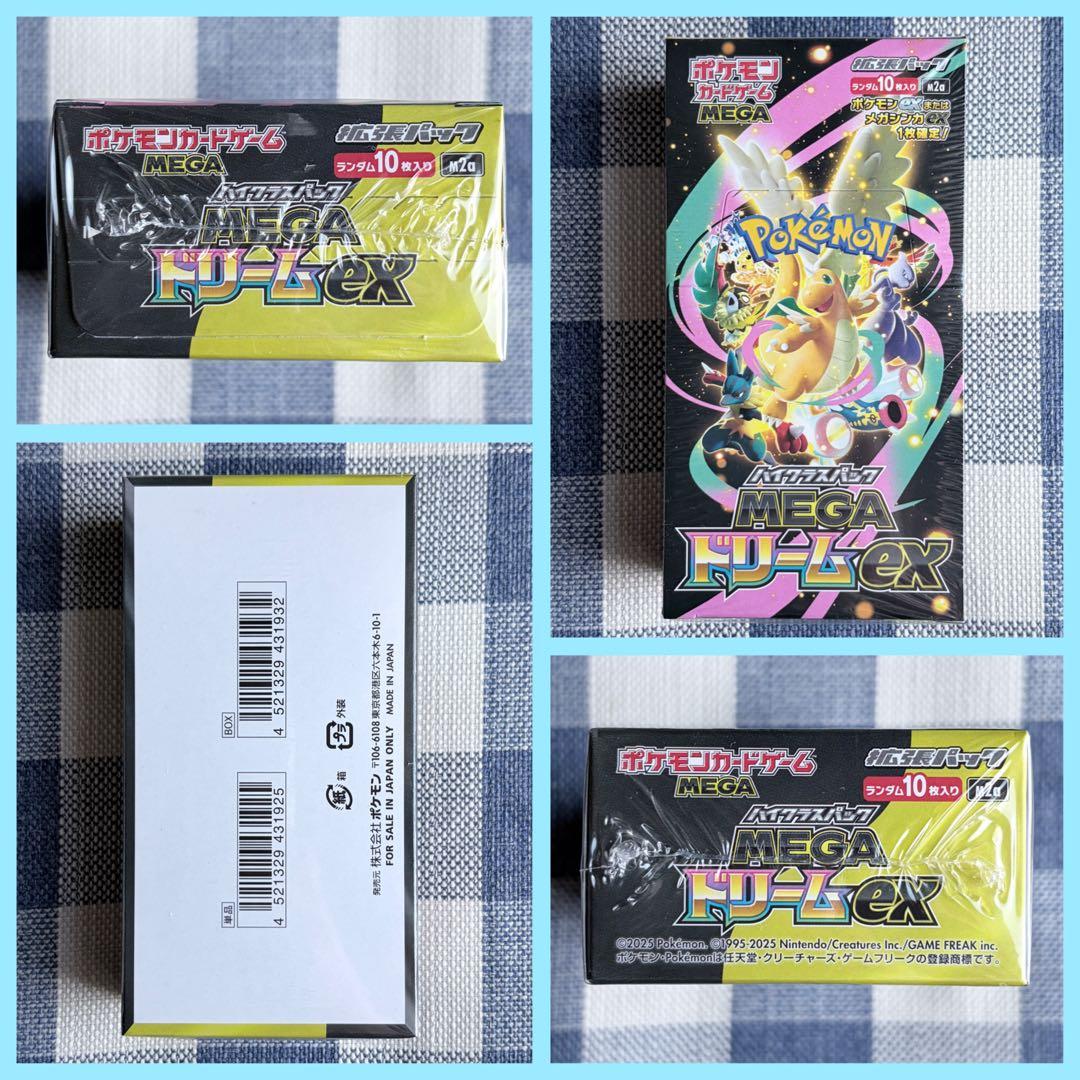 ポケモンカードゲーム
MEGA
拡張パック
ランダム10枚入り M2a
ハイクラスパック
MEGA
ドリームex
ポケモン
カードゲーム
MEGA
拡張パック
ランダム10枚入り M2a
ポケモンexまたは
メガシンカex
1枚確定!
POKéMON
ハイクラスパック
MEGA
ドリームex
BOX
4 521329 431932
単品
4 521329 431925
プラ 外装
紙 箱
発売元 株式会社ポケモン 〒106-6108 東京都港区六本木6-10-1
FOR SALE IN JAPAN ONLY MADE IN JAPAN
ポケモンカードゲーム
MEGA
拡張パック
ランダム10枚入り M2a
ハイクラスパック
MEGA
ドリームex
©2025 Pokémon. ©1995-2025 Nintendo/Creatures Inc./GAME FREAK inc.
ポケモン・Pokémonは任天堂・クリーチャーズ・ゲームフリークの登録商標です。